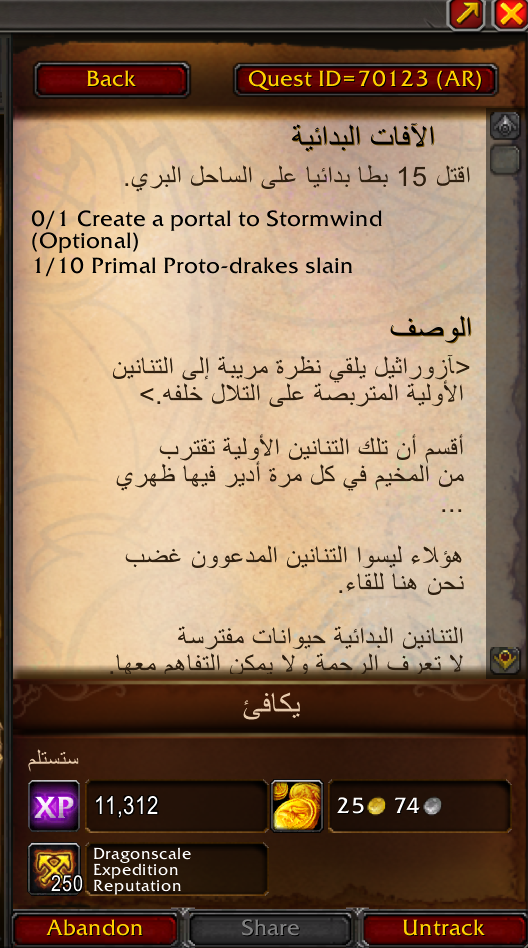 Back
Quest ID=70123 (AR)
الآفات البدائية
اقتل 15 بطا بدائيا على الساحل البري.
0/1 Create a portal to Stormwind
(Optional)
1/10 Primal Proto-drakes slain
الوصف
<آزوراثيل يلقي نظرة مريبة إلى التنانين
الأولية المتربصة على التلال خلفه.>
أقسم أن تلك التنانين الأولية تقترب
من المخيم في كل مرة أدير فيها ظهري
...
هؤلاء ليسوا التنانين المدعوون غضب
نحن هنا للقاء.
التنانين البدائية حيوانات مفترسة
لا تعرف الرحمة ولا يمكن التفاهم معها.
يكافئ
ستستلم
XP
11,312
25 74
250
Dragonscale
Expedition
Reputation
Abandon
Share
Untrack